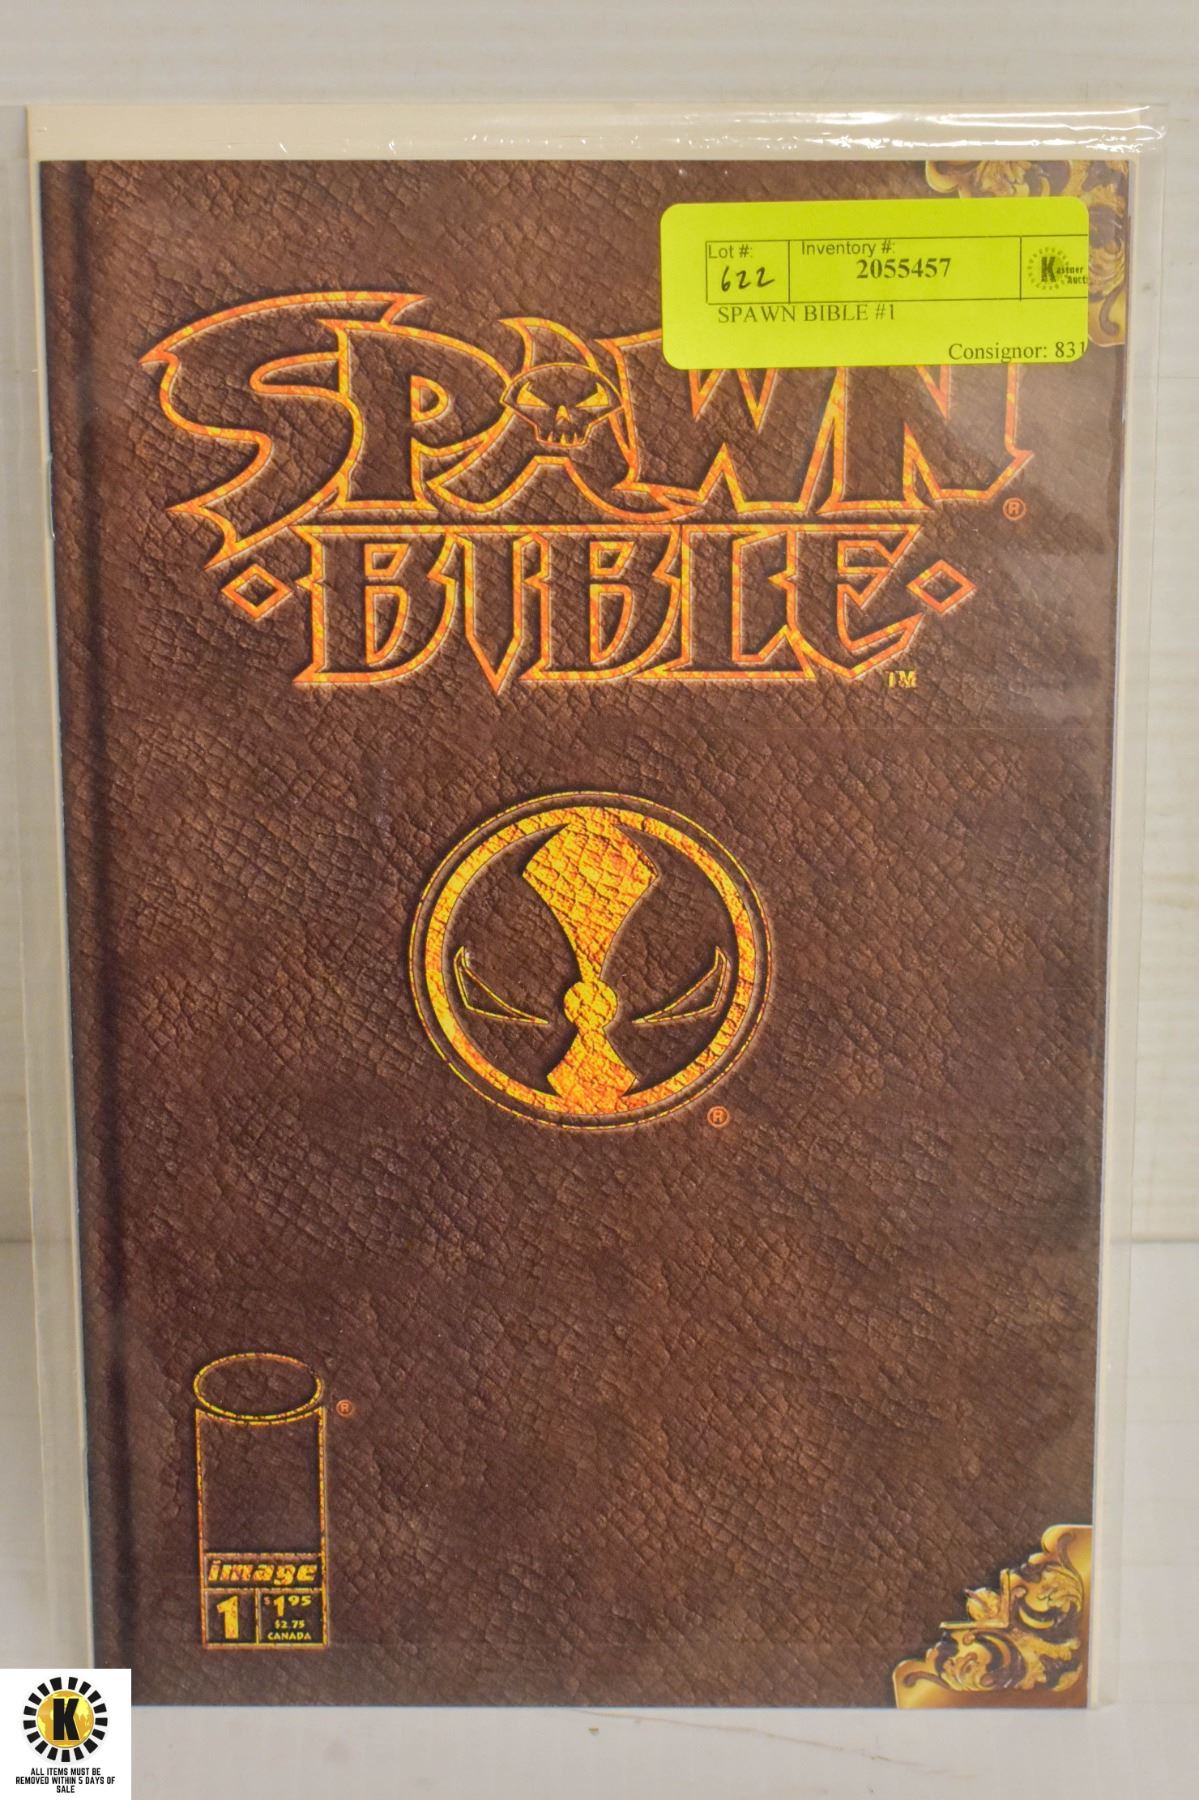 Lot #: Inventory #:
622 2055457 Kastner
SPAWN BIBLE #1
Consignor: 831
SPAWN ®
BIBLE ™
®
®
image
1 $1.95
$2.75
CANADA
K
ALL ITEMS MUST BE
REMOVED WITHIN 5 DAYS OF
SALE